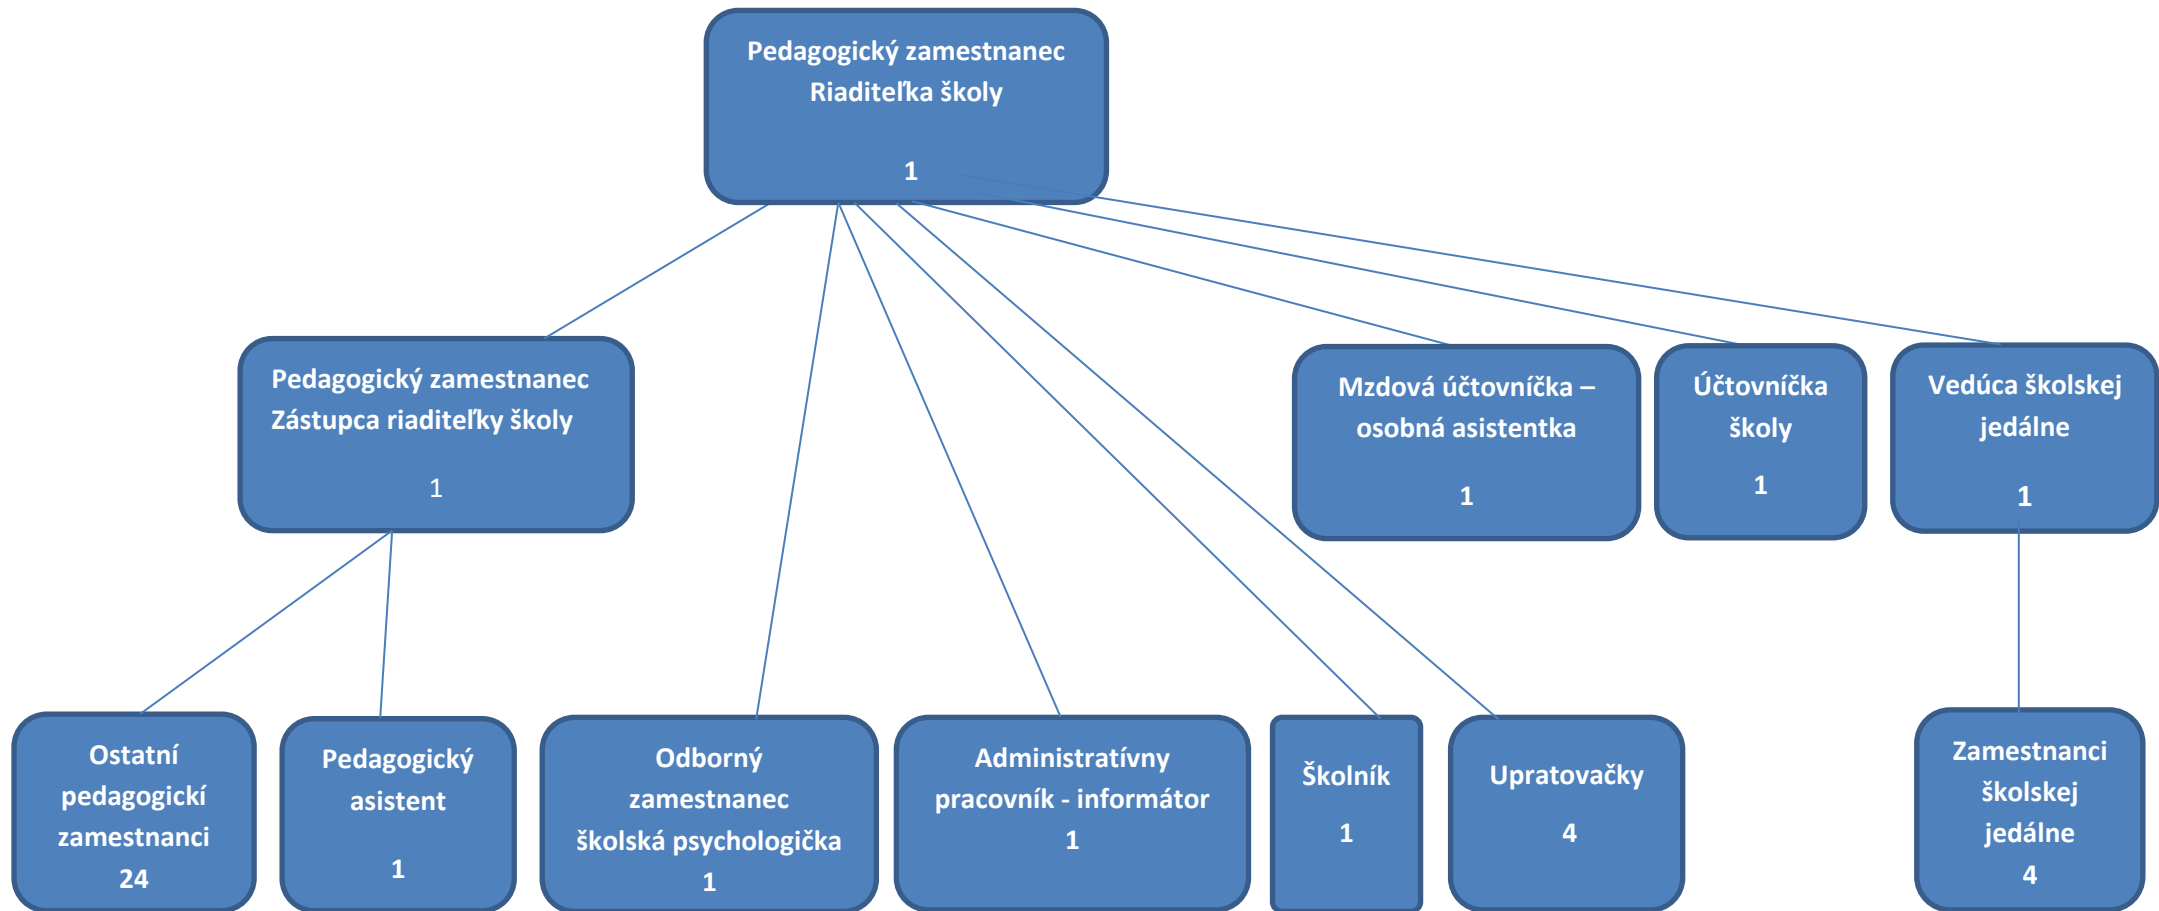 Pedagogický zamestnanec
Riaditeľka školy
1
Pedagogický zamestnanec
Zástupca riaditeľky školy
1
Mzdová účtovníčka –
osobná asistentka
1
Účtovníčka
školy
1
Vedúca školskej
jedálne
1
Ostatní
pedagogickí
zamestnanci
24
Pedagogický
asistent
1
Odborný
zamestnanec
školská psychologička
1
Administratívny
pracovník - informátor
1
Školník
1
Upratovačky
4
Zamestnanci
školskej
jedálne
4